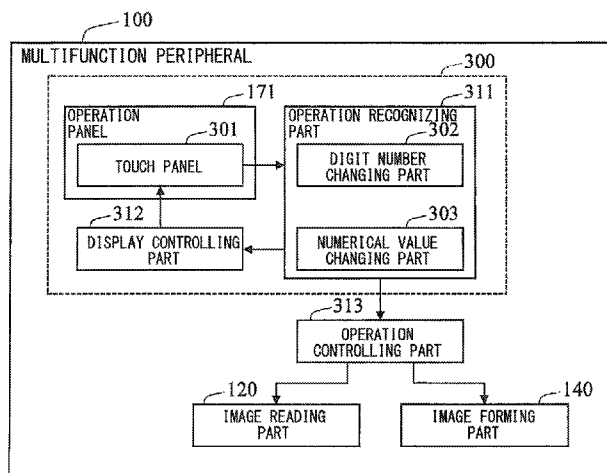 100
MULTIFUNCTION PERIPHERAL
300
171
311
OPERATION
PANEL
301
TOUCH PANEL
OPERATION RECOGNIZING
PART
302
DIGIT NUMBER
CHANGING PART
312
DISPLAY CONTROLLING
PART
303
NUMERICAL VALUE
CHANGING PART
313
OPERATION
CONTROLLING PART
120
IMAGE READING
PART
140
IMAGE FORMING
PART